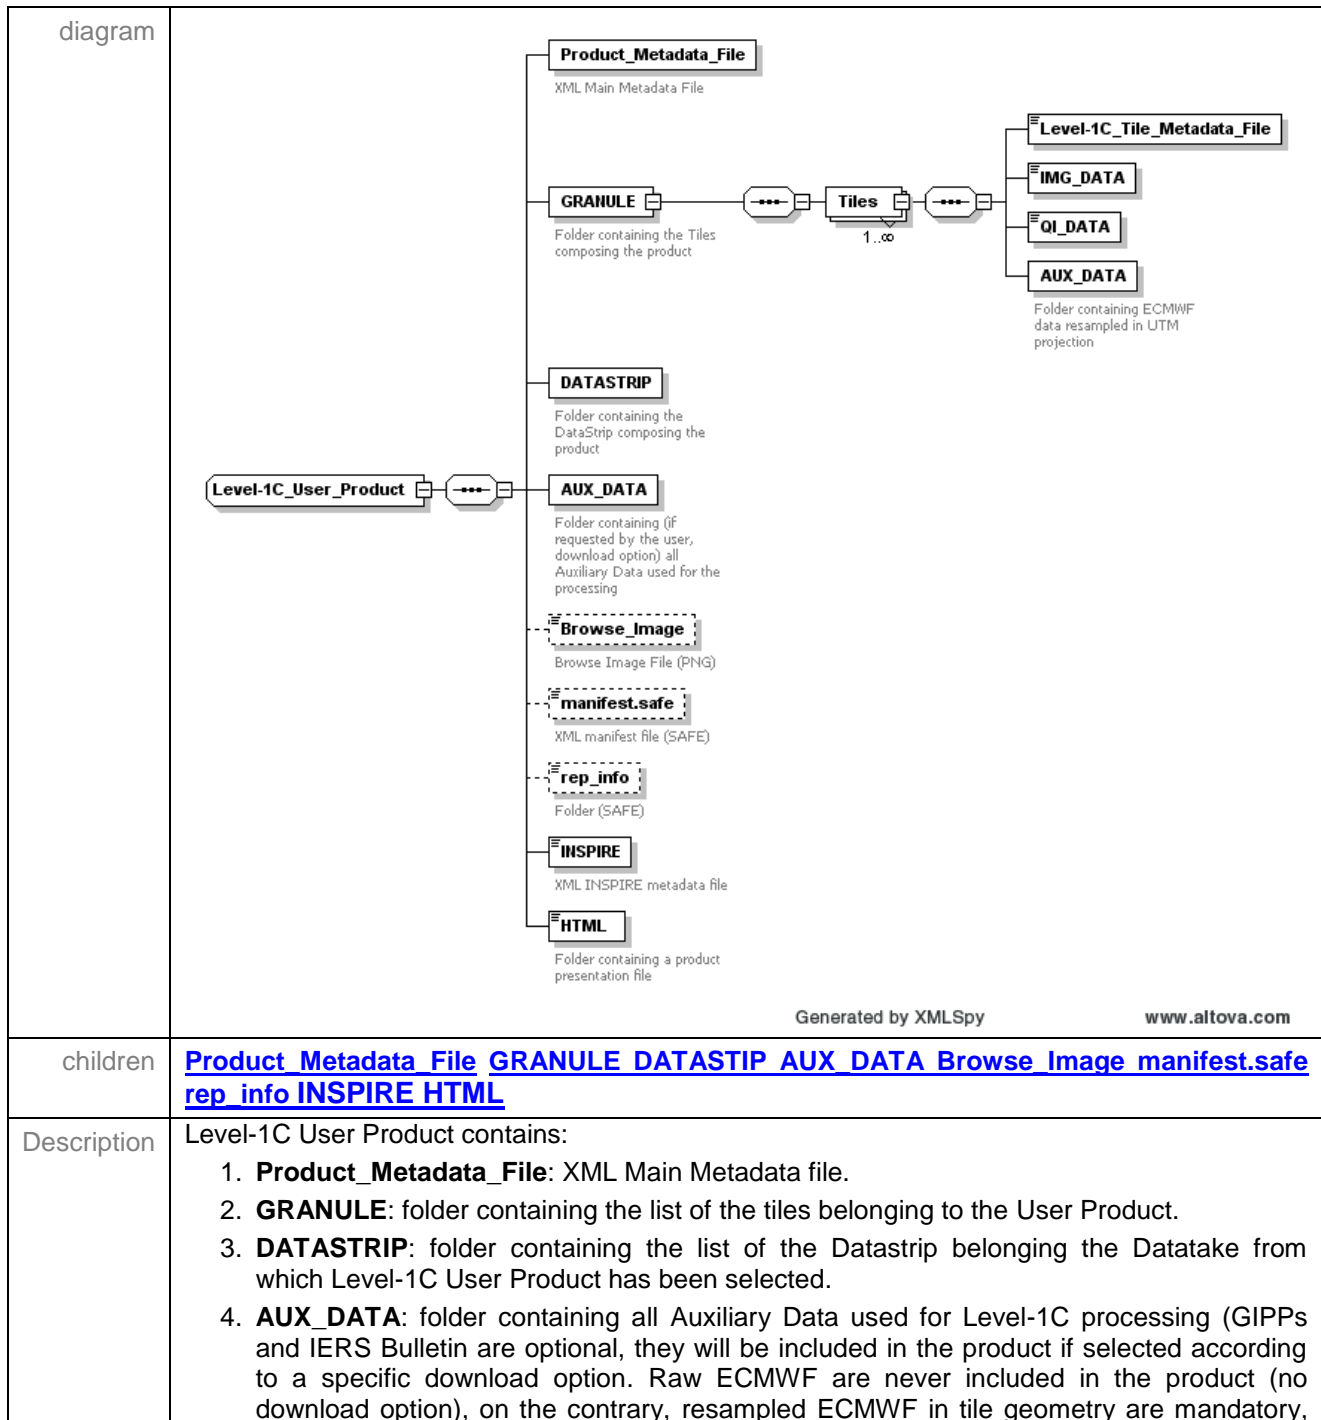 diagram
Product_Metadata_File
XML Main Metadata File
Level-1C_Tile_Metadata_File
IMG_DATA
GRANULE
Tiles
1..∞
Folder containing the Tiles
composing the product
QI_DATA
AUX_DATA
Folder containing ECMWF
data resampled in UTM
projection
DATASTRIP
Folder containing the
DataStrip composing the
product
Level-1C_User_Product
AUX_DATA
Folder containing (if
requested by the user,
download option) all
Auxiliary Data used for the
processing
Browse_Image
Browse Image File (PNG)
manifest.safe
XML manifest file (SAFE)
rep_info
Folder (SAFE)
INSPIRE
XML INSPIRE metadata file
HTML
Folder containing a product
presentation file
Generated by XMLSpy www.altova.com
children
Product_Metadata_File GRANULE DATASTIP AUX_DATA Browse_Image manifest.safe
rep_info INSPIRE HTML
Description
Level-1C User Product contains:
1. Product_Metadata_File: XML Main Metadata file.
2. GRANULE: folder containing the list of the tiles belonging to the User Product.
3. DATASTRIP: folder containing the list of the Datastrip belonging the Datatake from
which Level-1C User Product has been selected.
4. AUX_DATA: folder containing all Auxiliary Data used for Level-1C processing (GIPPs
and IERS Bulletin are optional, they will be included in the product if selected according
to a specific download option. Raw ECMWF are never included in the product (no
download option), on the contrary, resampled ECMWF in tile geometry are mandatory,